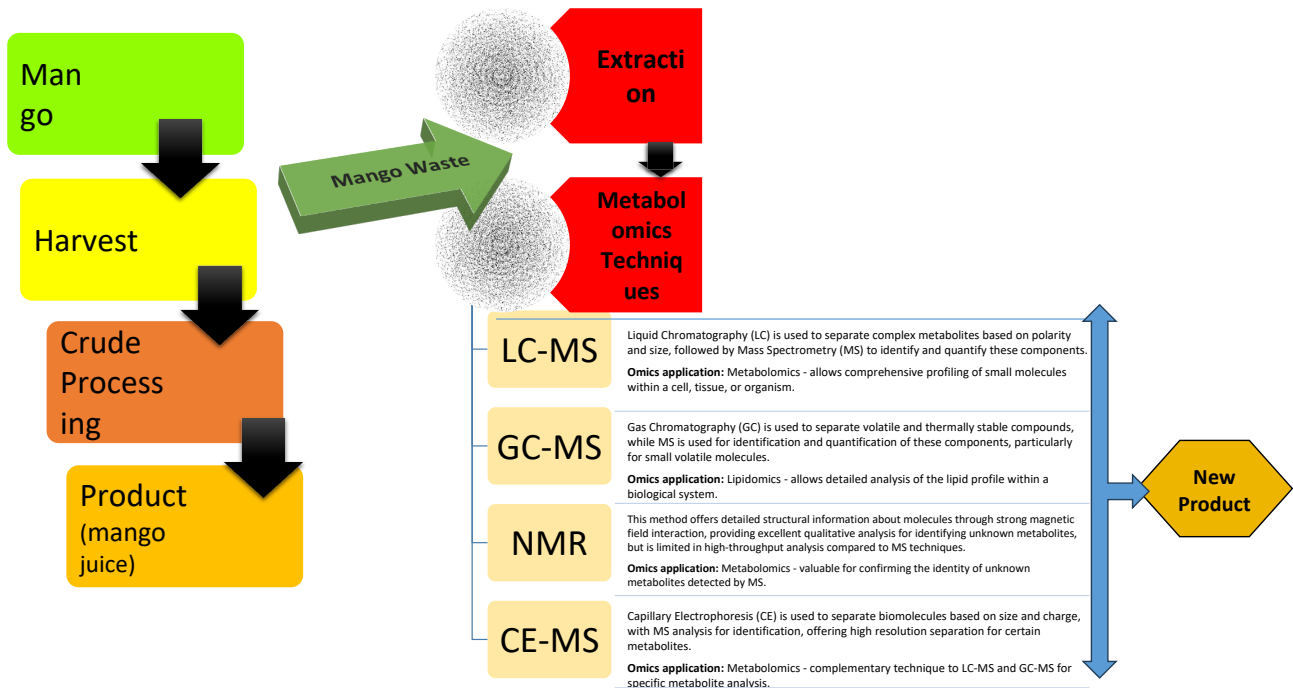 Man
go
Harvest
Crude
Process
ing
Product
(mango
juice)
Mango Waste
Extracti
on
Metabol
omics
Techniq
ues
LC-MS
Liquid Chromatography (LC) is used to separate complex metabolites based on polarity
and size, followed by Mass Spectrometry (MS) to identify and quantify these components.
Omics application: Metabolomics - allows comprehensive profiling of small molecules
within a cell, tissue, or organism.
GC-MS
Gas Chromatography (GC) is used to separate volatile and thermally stable compounds,
while MS is used for identification and quantification of these components, particularly
for small volatile molecules.
Omics application: Lipidomics - allows detailed analysis of the lipid profile within a
biological system.
NMR
This method offers detailed structural information about molecules through strong magnetic
field interaction, providing excellent qualitative analysis for identifying unknown metabolites,
but is limited in high-throughput analysis compared to MS techniques.
Omics application: Metabolomics - valuable for confirming the identity of unknown
metabolites detected by MS.
CE-MS
Capillary Electrophoresis (CE) is used to separate biomolecules based on size and charge,
with MS analysis for identification, offering high resolution separation for certain
metabolites.
Omics application: Metabolomics - complementary technique to LC-MS and GC-MS for
specific metabolite analysis.
New
Product